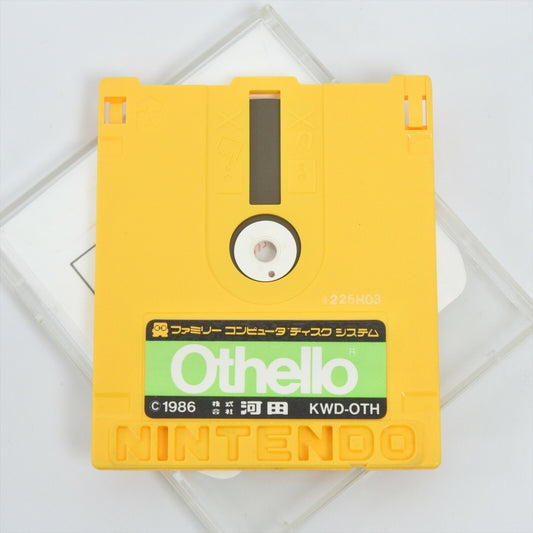 1226H03
ファミリー コンピュータ ディスク システム
Othello R
© 1986 株式会社 河田 KWD-OTH
NINTENDO